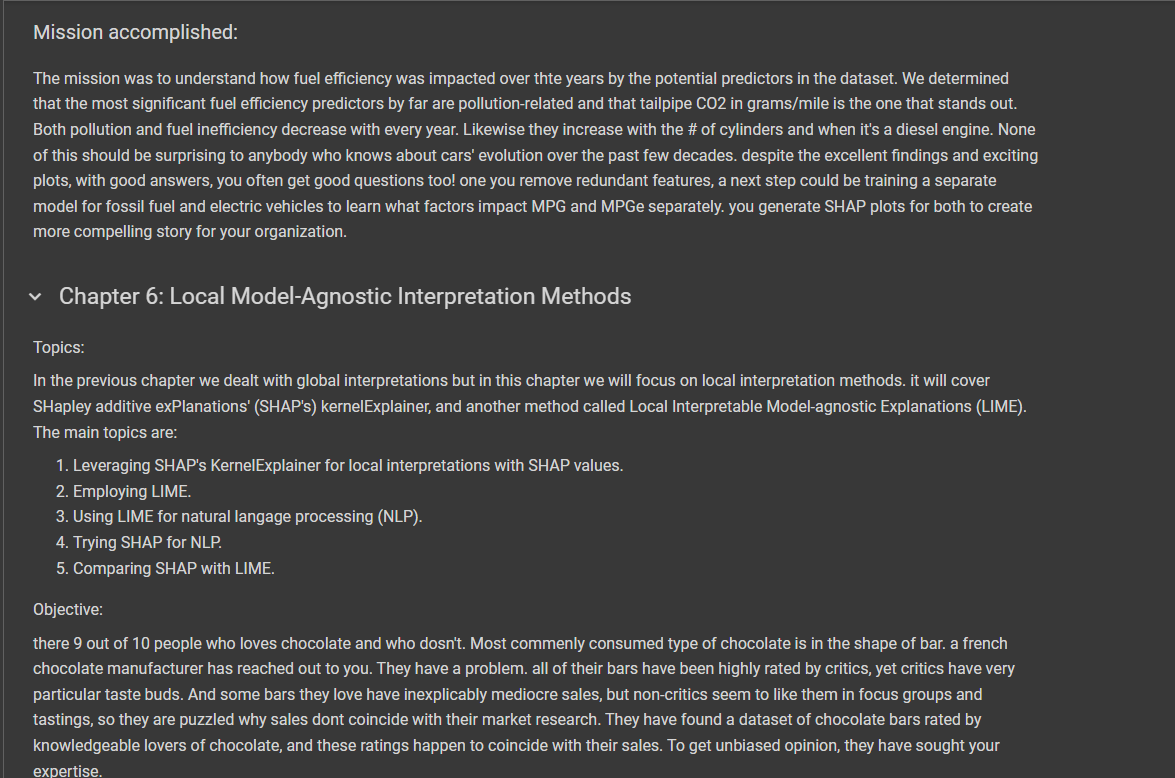 Mission accomplished:
The mission was to understand how fuel efficiency was impacted over thte years by the potential predictors in the dataset. We determined
that the most significant fuel efficiency predictors by far are pollution-related and that tailpipe CO2 in grams/mile is the one that stands out.
Both pollution and fuel inefficiency decrease with every year. Likewise they increase with the # of cylinders and when it's a diesel engine. None
of this should be surprising to anybody who knows about cars' evolution over the past few decades. despite the excellent findings and exciting
plots, with good answers, you often get good questions too! one you remove redundant features, a next step could be training a separate
model for fossil fuel and electric vehicles to learn what factors impact MPG and MPGe separately. you generate SHAP plots for both to create
more compelling story for your organization.
Chapter 6: Local Model-Agnostic Interpretation Methods
Topics:
In the previous chapter we dealt with global interpretations but in this chapter we will focus on local interpretation methods. it will cover
SHapley additive exPlanations' (SHAP's) kernelExplainer, and another method called Local Interpretable Model-agnostic Explanations (LIME).
The main topics are:
1. Leveraging SHAP's KernelExplainer for local interpretations with SHAP values.
2. Employing LIME.
3. Using LIME for natural langage processing (NLP).
4. Trying SHAP for NLP.
5. Comparing SHAP with LIME.
Objective:
there 9 out of 10 people who loves chocolate and who dosn't. Most commonly consumed type of chocolate is in the shape of bar. a french
chocolate manufacturer has reached out to you. They have a problem. all of their bars have been highly rated by critics, yet critics have very
particular taste buds. And some bars they love have inexplicably mediocre sales, but non-critics seem to like them in focus groups and
tastings, so they are puzzled why sales dont coincide with their market research. They have found a dataset of chocolate bars rated by
knowledgeable lovers of chocolate, and these ratings happen to coincide with their sales. To get unbiased opinion, they have sought your
expertise.